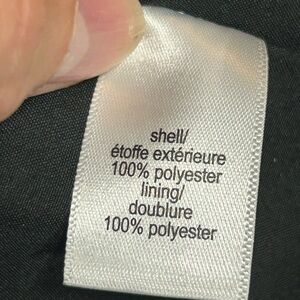 shell/
étoffe extérieure
100% polyester
lining/
doublure
100% polyester